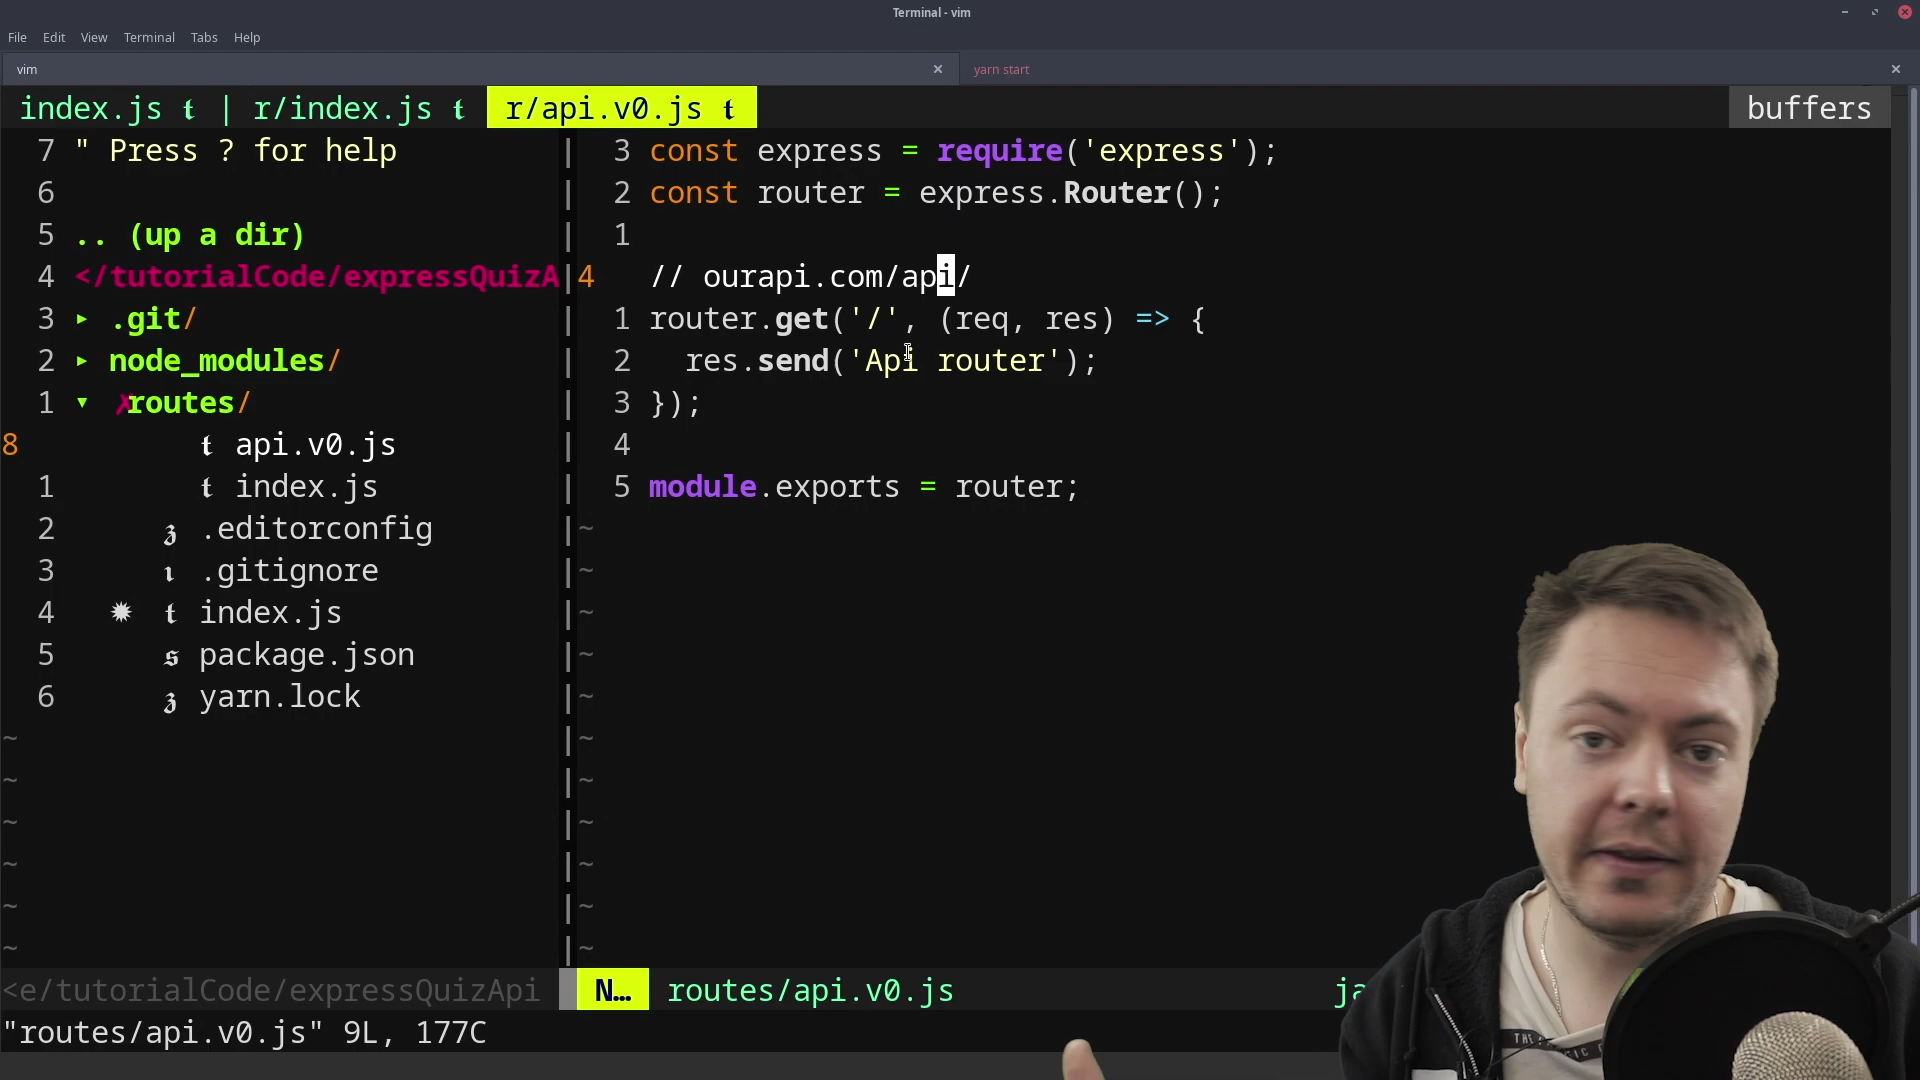 Terminal - vim
File Edit View Terminal Tabs Help
vim
yarn start
index.js t | r/index.js t r/api.v0.js t
buffers
7 " Press ? for help
6
5 .. (up a dir)
4 </tutorialCode/expressQuizA
3 ▸ .git/
2 ▸ node_modules/
1 ▾ ✗routes/
8 t api.v0.js
1 t index.js
2 z .editorconfig
3 ı .gitignore
4 ✹ t index.js
5 s package.json
6 z yarn.lock
3 const express = require('express');
2 const router = express.Router();
1
4 // ourapi.com/api/
1 router.get('/', (req, res) => {
2 res.send('Api router');
3 });
4
5 module.exports = router;
<e/tutorialCode/expressQuizApi
N… routes/api.v0.js ja
"routes/api.v0.js" 9L, 177C
THE